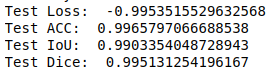 Test Loss:  -0.9953515529632568
Test ACC:  0.9965797066688538
Test IoU:  0.9903354048728943
Test Dice:  0.995131254196167